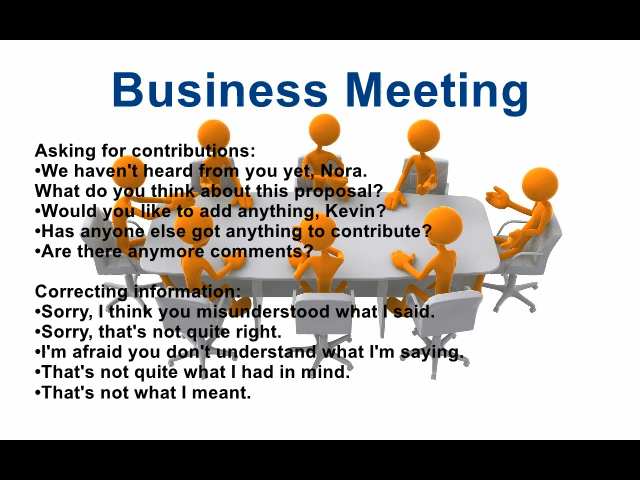 Business Meeting
Asking for contributions:
•We haven't heard from you yet, Nora.
What do you think about this proposal?
•Would you like to add anything, Kevin?
•Has anyone else got anything to contribute?
•Are there anymore comments?
Correcting information:
•Sorry, I think you misunderstood what I said.
•Sorry, that's not quite right.
•I'm afraid you don't understand what I'm saying.
•That's not quite what I had in mind.
•That's not what I meant.